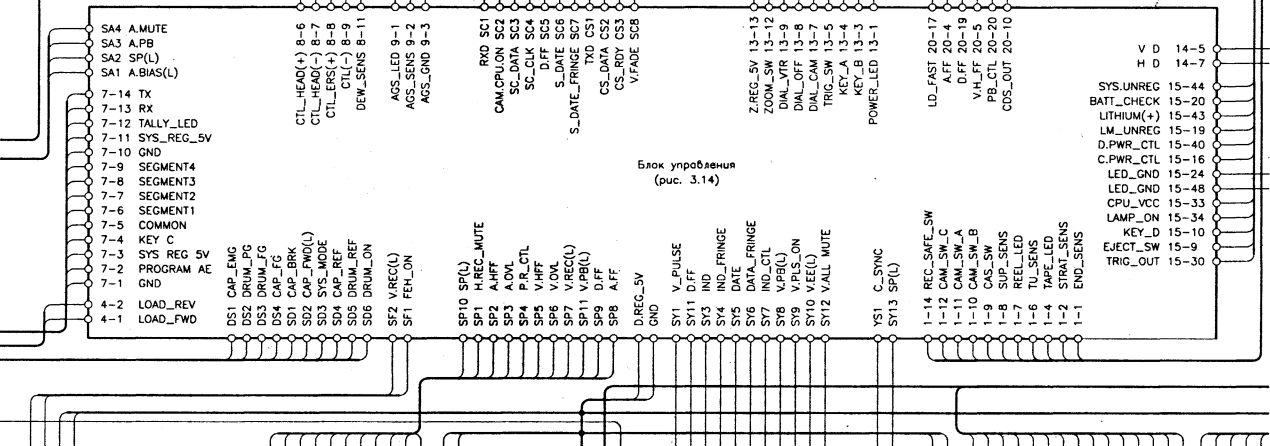 SA4 A.MUTE
SA3 A.PB
SA2 SP(L)
SA1 A.BIAS(L)
7-14 TX
7-13 RX
7-12 TALLY_LED
7-11 SYS_REG_5V
7-10 GND
7-9 SEGMENT4
7-8 SEGMENT3
7-7 SEGMENT2
7-6 SEGMENT1
7-5 COMMON
7-4 KEY C
7-3 SYS REG 5V
7-2 PROGRAM AE
7-1 GND
4-2 LOAD_REV
4-1 LOAD_FWD
CTL_HEAD(+) 8-6
CTL_HEAD(-) 8-7
CTL_ERS(+) 8-8
CTL(-) 8-9
DEW_SENS 8-11
AGS_LED 9-1
AGS_SENS 9-2
AGS_GND 9-3
RXD SC1
CAM.CPU.ON SC2
SC_DATA SC3
SC_CLK SC4
D.FF SC5
S_DATE SC6
S_DATE_FRINGE SC7
TXD CS1
CS_DATA CS2
CS_RDY CS3
V.FADE SC8
Z.REG_5V 13-13
ZOOM_SW 13-12
DIAL_VTR 13-9
DIAL_OFF 13-8
DIAL_CAM 13-7
TRIG_SW 13-5
KEY_A 13-4
KEY_B 13-3
POWER_LED 13-1
LD_FAST 20-17
A.FF 20-4
D.FF 20-19
V.H_FF 20-5
PB_CTL 20-20
CDS_OUT 20-10
Блок управления
(рис. 3.14)
V D 14-5
H D 14-7
SYS.UNREG 15-44
BATT_CHECK 15-20
LITHIUM(+) 15-43
LM_UNREG 15-19
D.PWR_CTL 15-40
C.PWR_CTL 15-16
LED_GND 15-24
LED_GND 15-48
CPU_VCC 15-33
LAMP_ON 15-34
KEY_D 15-10
EJECT_SW 15-9
TRIG_OUT 15-30
DS1 CAP_EMG
DS2 DRUM_PG
DS3 DRUM_FG
DS4 CAP_FG
SD1 CAP_BRK
SD2 CAP_FWD(L)
SD3 SYS_MODE
SD4 CAP_REF
SD5 DRUM_REF
SD6 DRUM_ON
SF2 V.REC(L)
SF1 FEH_ON
SP10 SP(L)
SP1 H.REC_MUTE
SP2 A.HFF
SP3 A.OVL
SP4 P.R_CTL
SP5 V.HFF
SP6 V.OVL
SP7 V.REC(L)
SP11 V.PB(L)
SP9 D.FF
SP8 A.FF
D.REG_5V
GND
SY1 V_PULSE
SY11 D.FF
SY3 IND
SY4 IND_FRINGE
SY5 DATE
SY6 DATA_FRINGE
SY7 IND_CTL
SY8 V.PB(L)
SY9 V.PLS_ON
SY10 V.EE(L)
SY12 V.ALL MUTE
YS1 C_SYNC
SY13 SP(L)
1-14 REC_SAFE_SW
1-12 CAM_SW_C
1-11 CAM_SW_A
1-10 CAM_SW_B
1-9 CAS_SW
1-8 SUP_SENS
1-7 REEL_LED
1-6 TU_SENS
1-4 TAPE_LED
1-2 STRAT_SENS
1-1 END_SENS